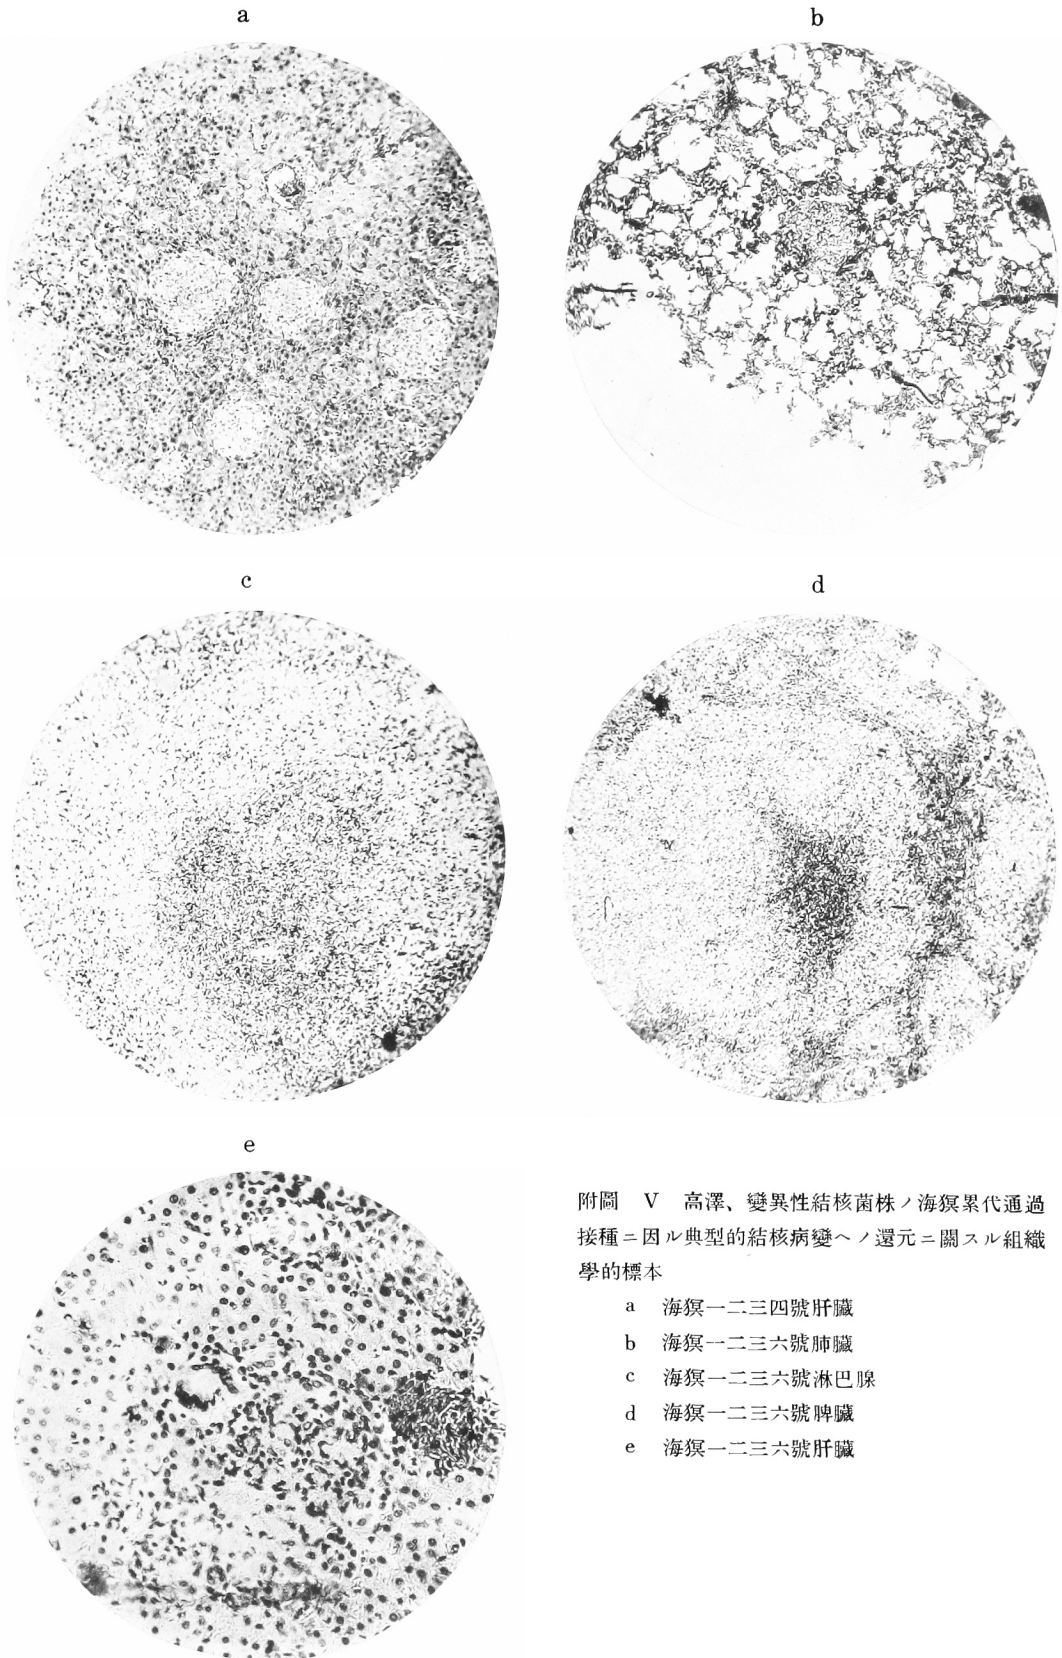 a
b
c
d
e
附圖 V 高澤、變異性結核菌株ノ海猽累代通過
接種ニ因ル典型的結核病變ヘノ還元ニ關スル組織
學的標本
a 海猽一二三四號肝臟
b 海猽一二三六號肺臟
c 海猽一二三六號淋巴腺
d 海猽一二三六號脾臟
e 海猽一二三六號肝臟